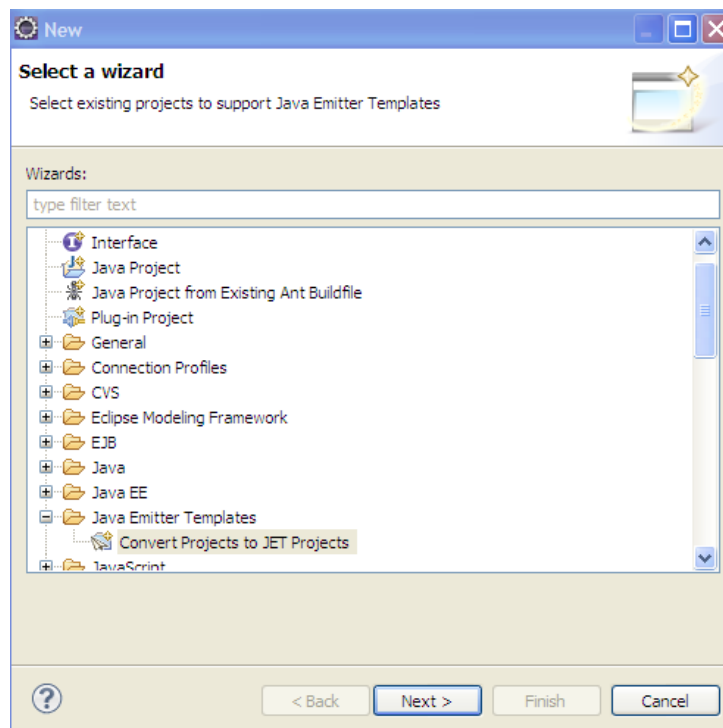 New
Select a wizard
Select existing projects to support Java Emitter Templates
Wizards:
type filter text
Interface
Java Project
Java Project from Existing Ant Buildfile
Plug-in Project
General
Connection Profiles
CVS
Eclipse Modeling Framework
EJB
Java
Java EE
Java Emitter Templates
Convert Projects to JET Projects
JavaScript
< Back Next > Finish Cancel